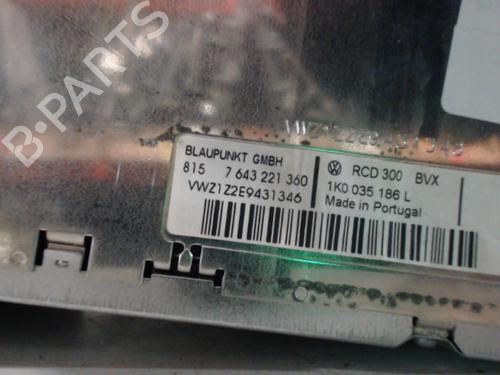 B-PARTS
BLAUPUNKT GMBH
815 7 643 221 360
VWZ1Z2E9431346
RCD 300 BVX
1K0 035 186 L
Made in Portugal